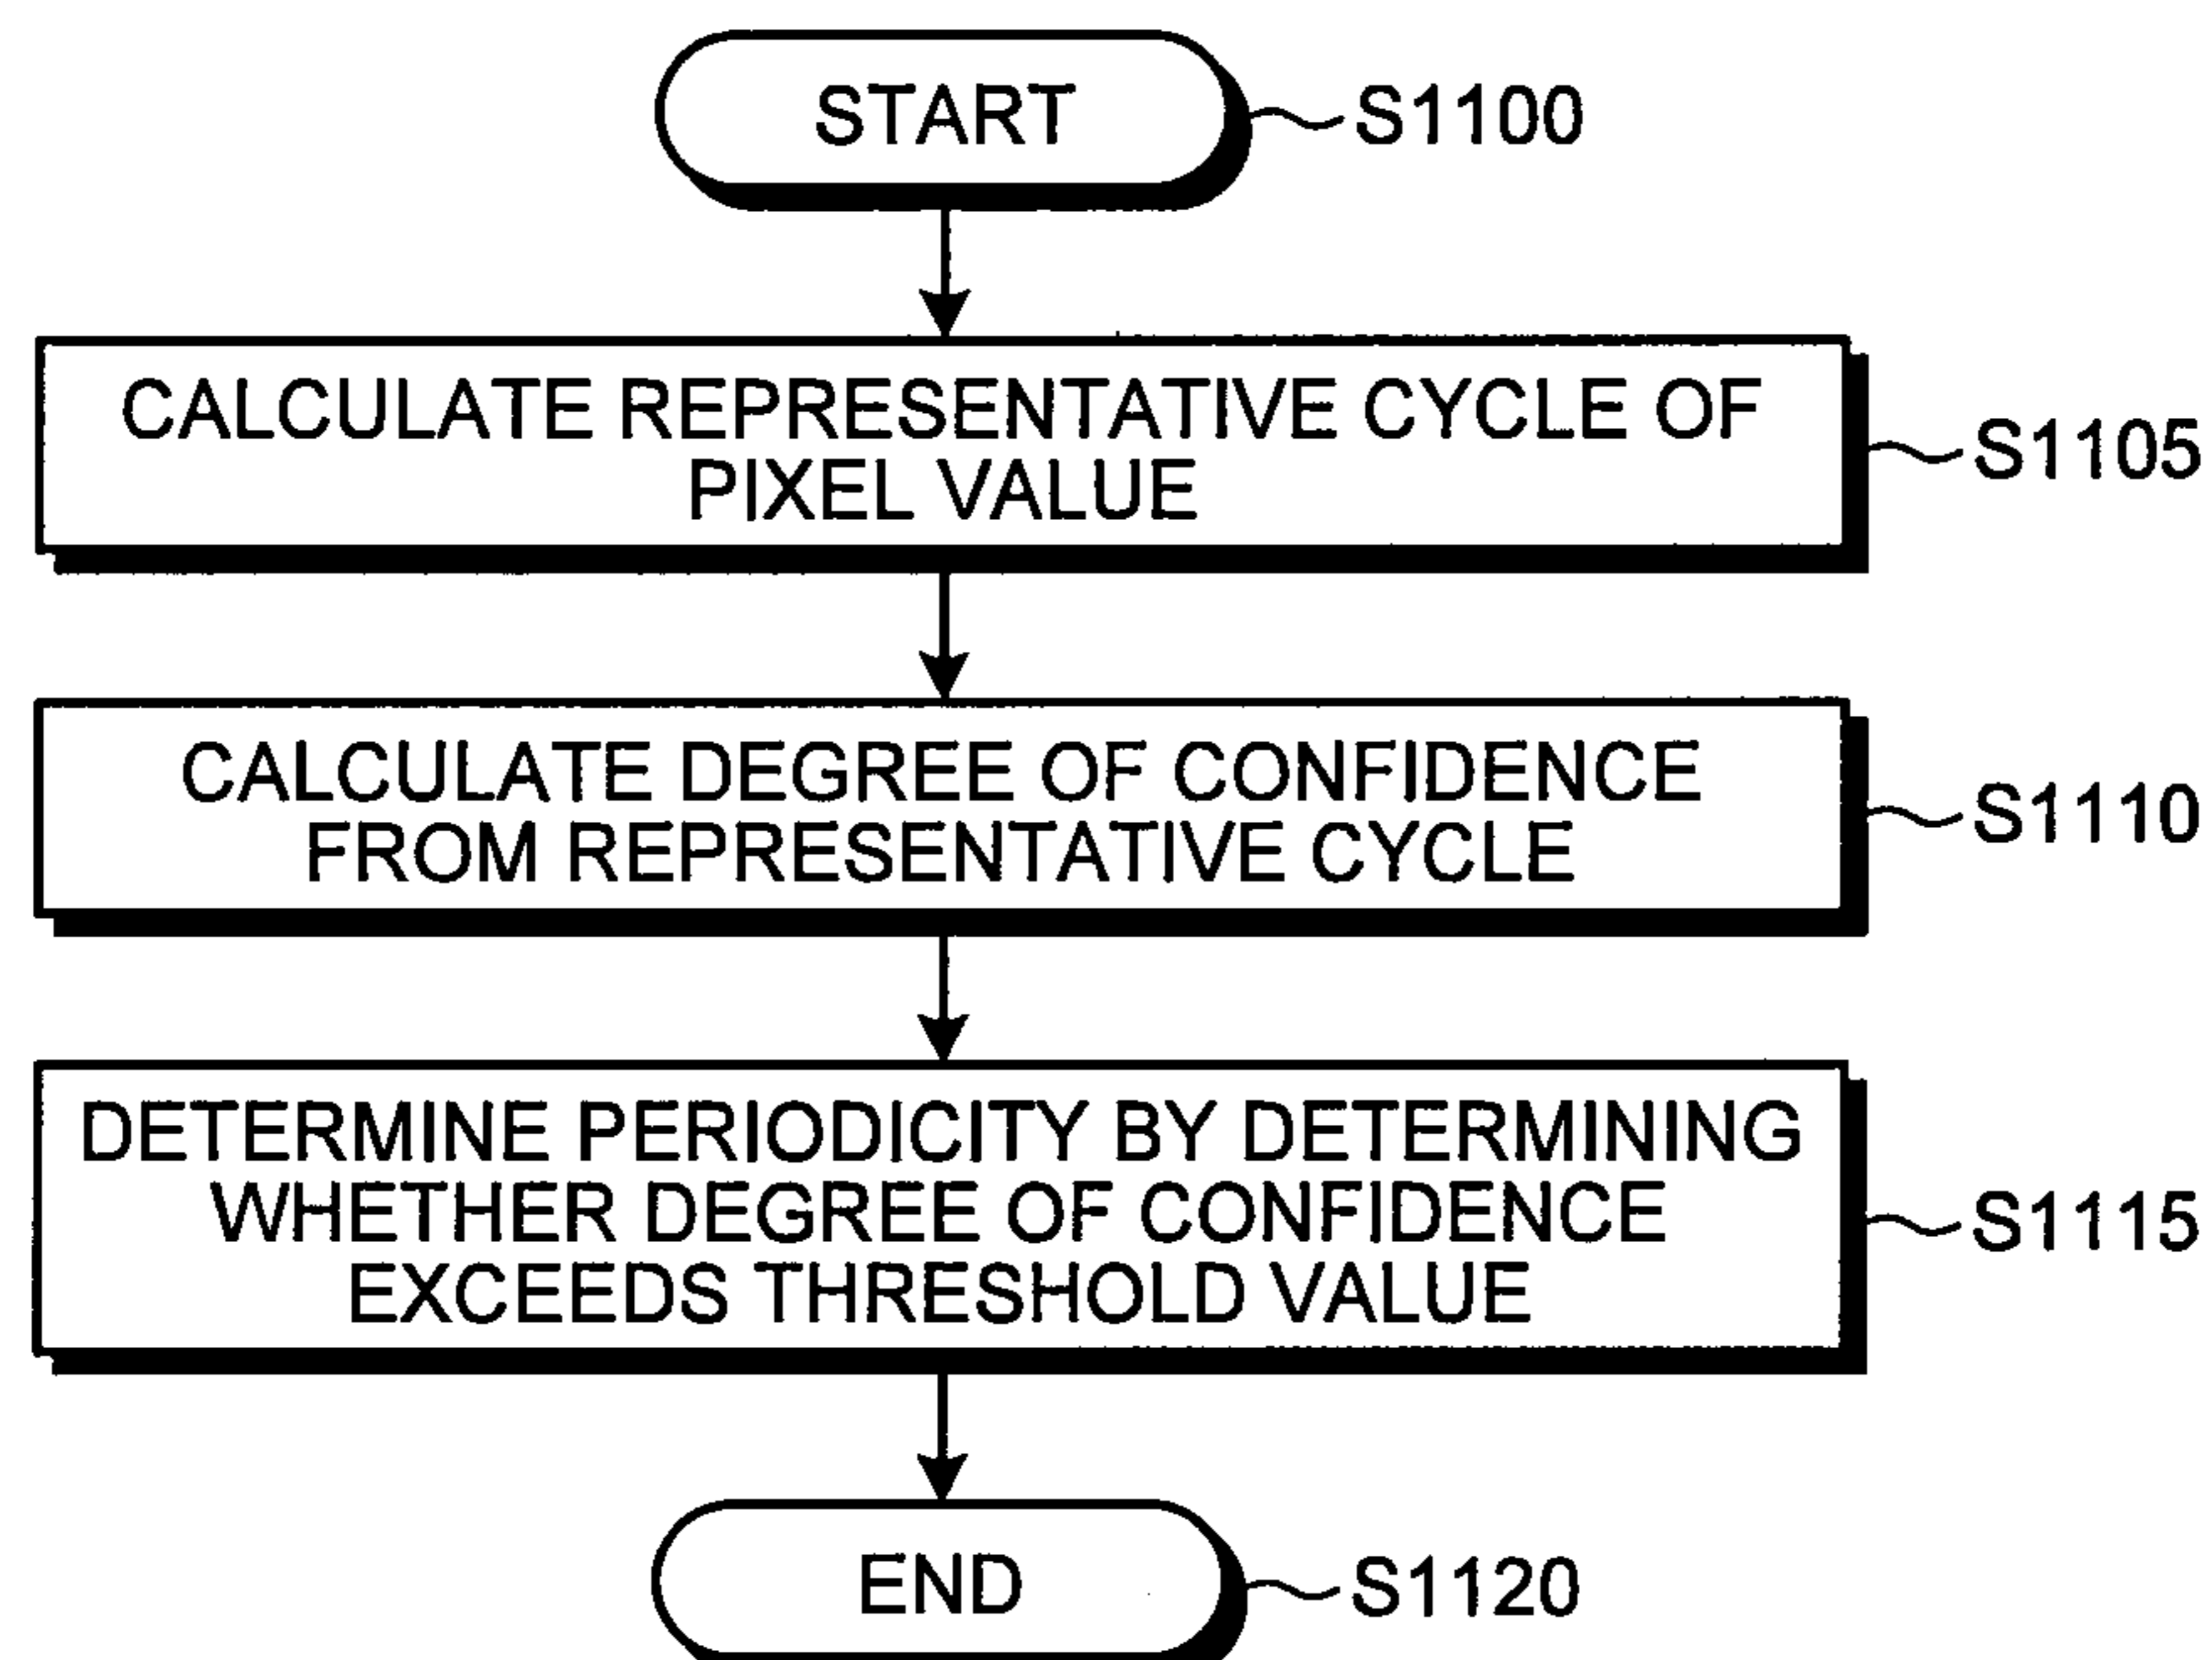 START
S1100
CALCULATE REPRESENTATIVE CYCLE OF
PIXEL VALUE
S1105
CALCULATE DEGREE OF CONFIDENCE
FROM REPRESENTATIVE CYCLE
S1110
DETERMINE PERIODICITY BY DETERMINING
WHETHER DEGREE OF CONFIDENCE
EXCEEDS THRESHOLD VALUE
S1115
END
S1120